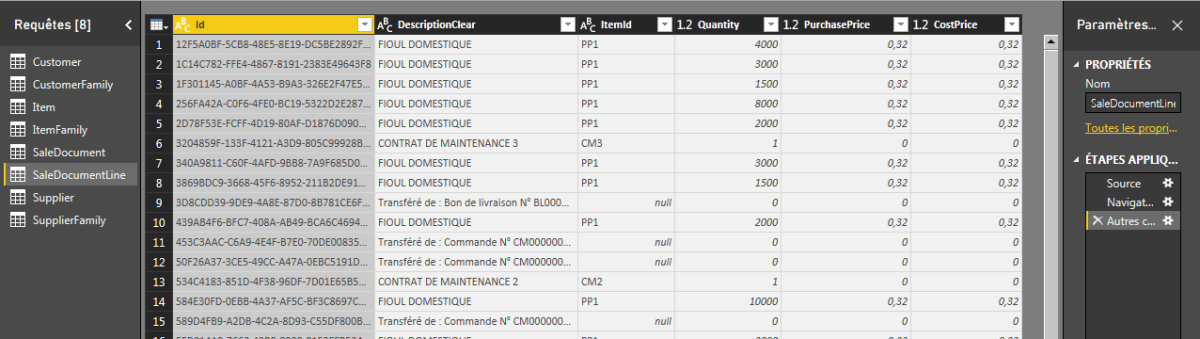 Requêtes [8]
Customer
CustomerFamily
Item
ItemFamily
SaleDocument
SaleDocumentLine
Supplier
SupplierFamily
Id DescriptionClear ItemId 1.2 Quantity 1.2 PurchasePrice 1.2 CostPrice
1 12F5A0BF-5CB8-48E5-8E19-DC5BE2892F... FIOUL DOMESTIQUE PP1 4000 0,32 0,32
2 1C14C782-FFE4-4867-8191-2383E49643F8 FIOUL DOMESTIQUE PP1 3000 0,32 0,32
3 1F301145-A0BF-4A53-B9A3-326E2F47E5... FIOUL DOMESTIQUE PP1 1500 0,32 0,32
4 256FA42A-C0F6-4FE0-BC19-5322D2E287... FIOUL DOMESTIQUE PP1 8000 0,32 0,32
5 2D78F53E-FCFF-4D19-80AF-D1876D090... FIOUL DOMESTIQUE PP1 2000 0,32 0,32
6 3204859F-133F-4121-A3D9-805C99928B... CONTRAT DE MAINTENANCE 3 CM3 1 0 0
7 340A9811-C60F-4AFD-9BB8-7A9F685D0... FIOUL DOMESTIQUE PP1 3000 0,32 0,32
8 3869BDC9-3668-45F6-8952-211B2DE91... FIOUL DOMESTIQUE PP1 1500 0,32 0,32
9 3D8CDD39-9DE9-4A8E-87D0-8B781CE6F... Transféré de : Bon de livraison N° BL000... null 0 0 0
10 439AB4F6-BFC7-408A-AB49-BCA6C4694... FIOUL DOMESTIQUE PP1 2000 0,32 0,32
11 453C3AAC-C6A9-4E4F-B7E0-70DE00835... Transféré de : Commande N° CM000000... null 0 0 0
12 50F26A37-3CE5-49CC-A47A-0EBC5191D... Transféré de : Commande N° CM000000... null 0 0 0
13 534C4183-851D-4F38-96DF-7D01E65B5... CONTRAT DE MAINTENANCE 2 CM2 1 0 0
14 584E30FD-0EBB-4A37-AF5C-BF3C8697C... FIOUL DOMESTIQUE PP1 10000 0,32 0,32
15 589D4FB9-A2DB-4C2A-8D93-C55DF800B... Transféré de : Commande N° CM000000... null 0 0 0
Paramètres...
PROPRIÉTÉS
Nom
SaleDocumentLine
Toutes les propri...
ÉTAPES APPLIQ...
Source
Navigat...
Autres c...